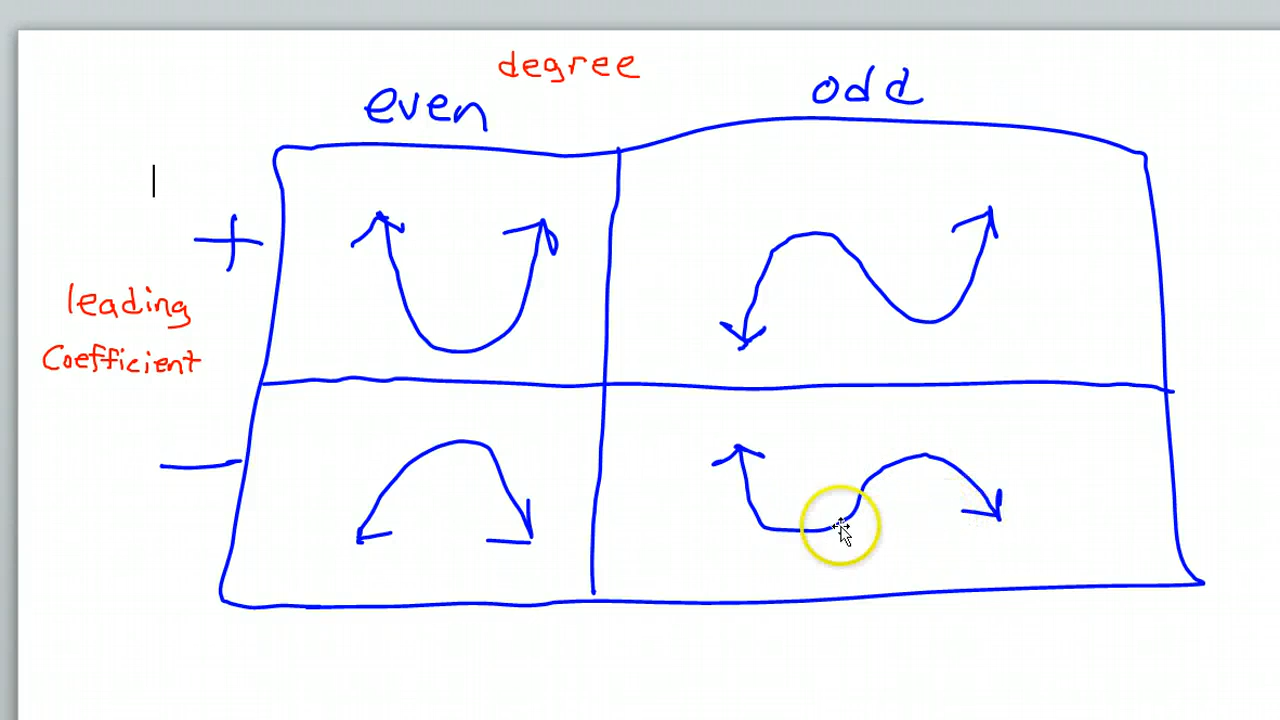 degree
even
odd
+
leading
Coefficient
-